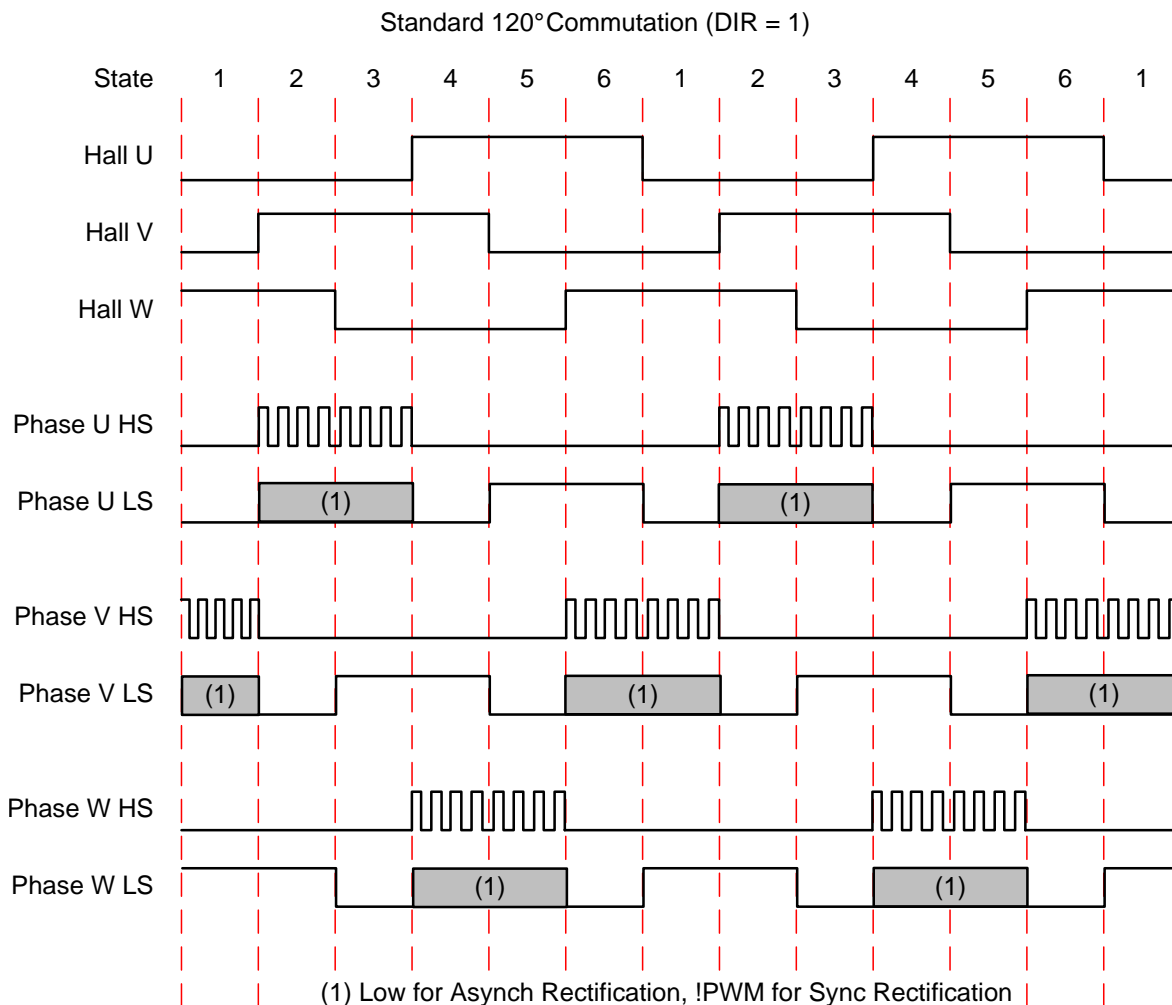 Standard 120°Commutation (DIR = 1)
State 1 2 3 4 5 6 1 2 3 4 5 6 1
Hall U
Hall V
Hall W
Phase U HS
Phase U LS (1) (1)
Phase V HS
Phase V LS (1) (1) (1)
Phase W HS
Phase W LS (1) (1)
(1) Low for Asynch Rectification, !PWM for Sync Rectification